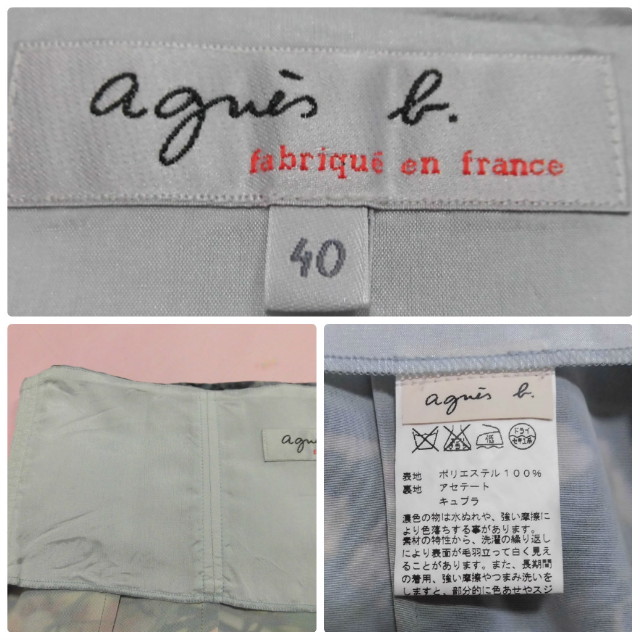 agnès b.
fabriqué en france
40
agnès b.
低
ドライ
セキユ系
表地 ポリエステル100%
裏地 アセテート
キュプラ
濃色の物は水ぬれや、強い摩擦に
より色落ちする事があります。
素材の特性から、洗濯の繰り返し
により表面が毛羽立って白く見え
ることがあります。また、長期間
の着用、強い摩擦やつまみ洗いを
しますと、部分的に色あせやスジ